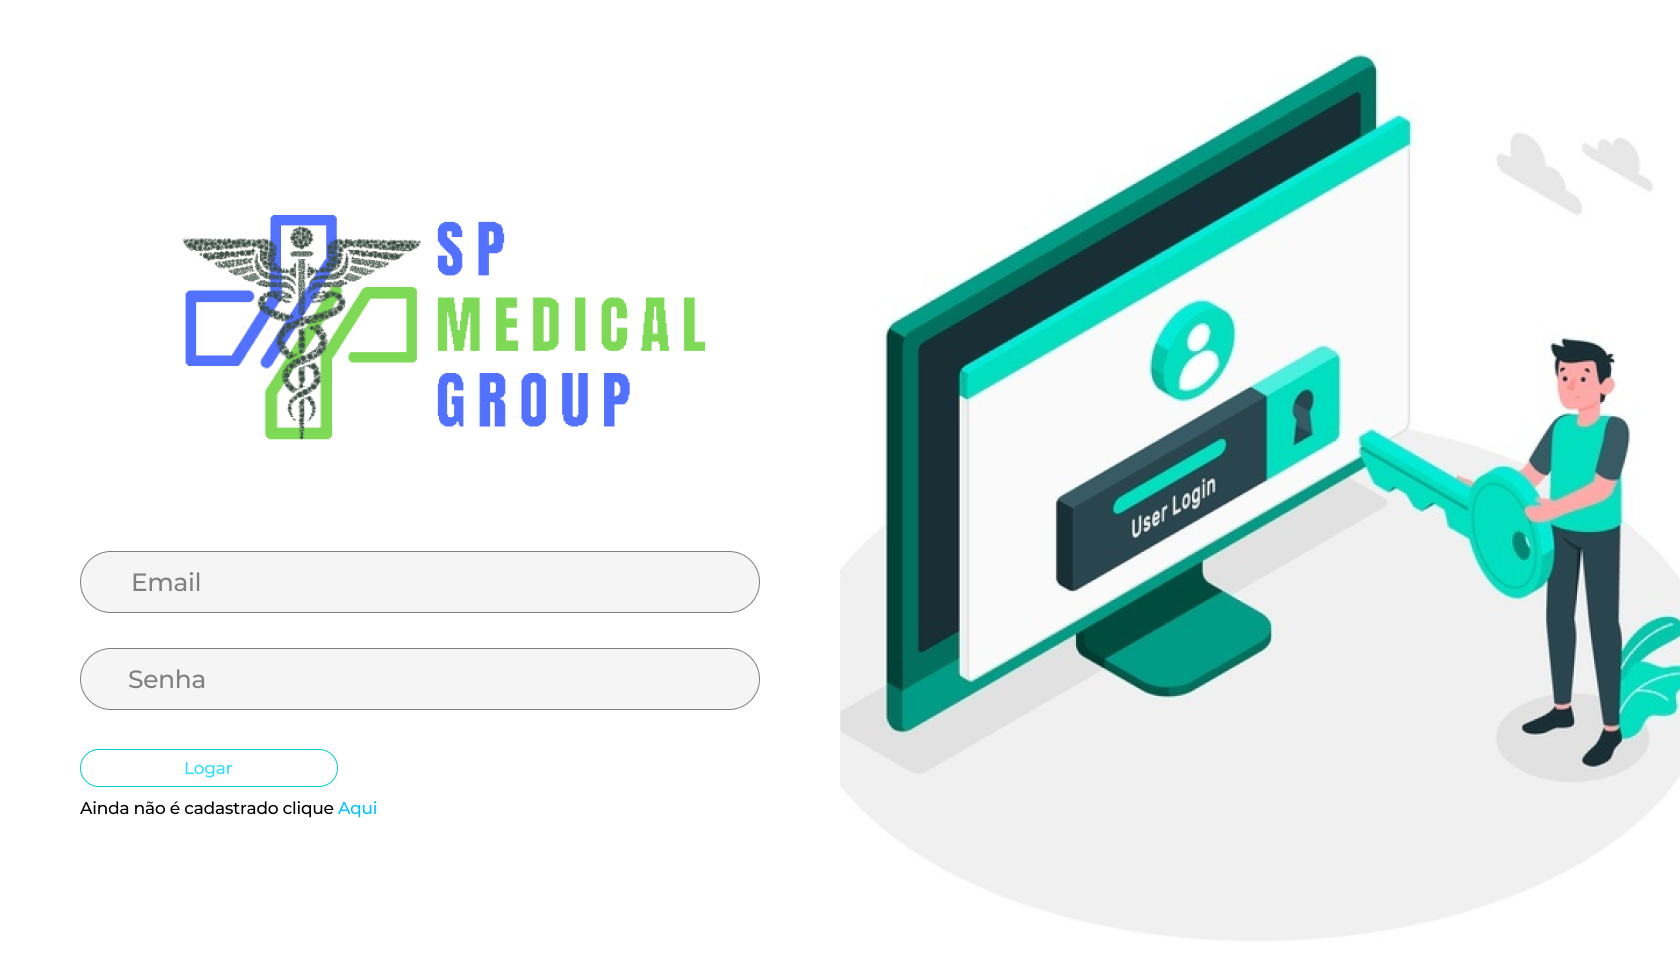 SP
MEDICAL
GROUP
Email
Senha
Logar
Ainda não é cadastrado clique Aqui
User Login